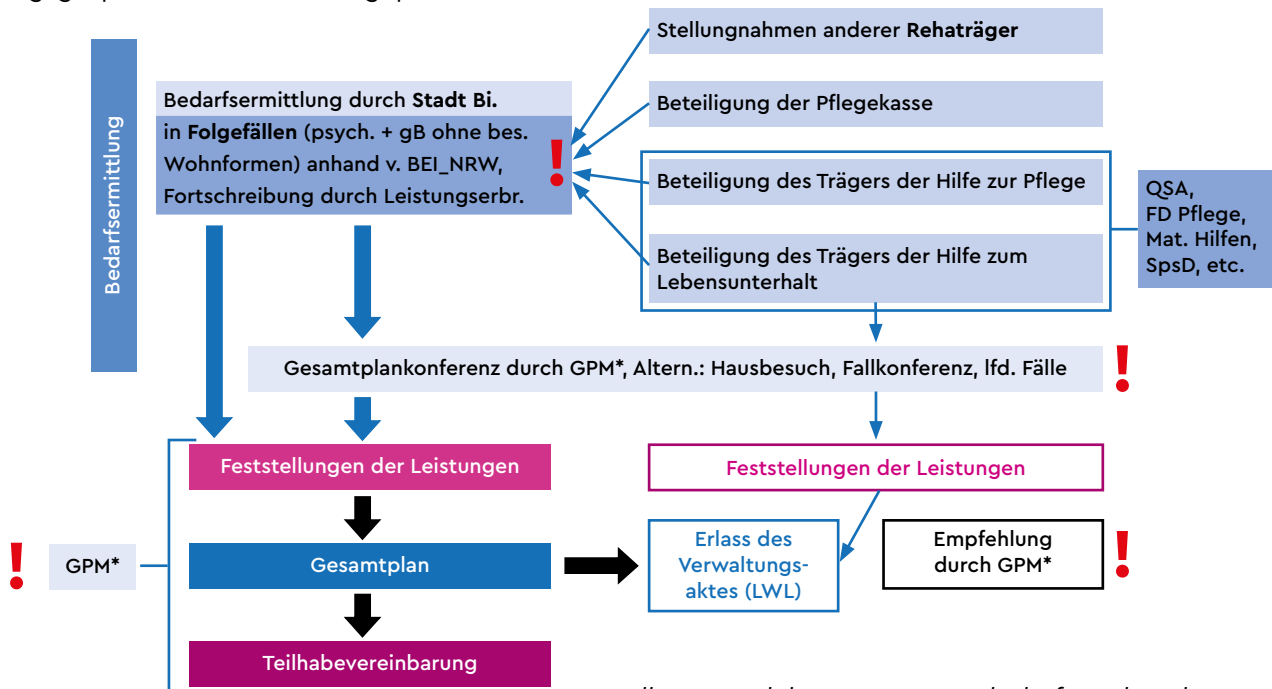 Stellungnahmen anderer Rehaträger
Bedarfsermittlung
Bedarfsermittlung durch Stadt Bi.
in Folgefällen (psych. + gB ohne bes.
Wohnformen) anhand v. BEI_NRW,
Fortschreibung durch Leistungserbr.
!
Beteiligung der Pflegekasse
Beteiligung des Trägers der Hilfe zur Pflege
Beteiligung des Trägers der Hilfe zum
Lebensunterhalt
QSA,
FD Pflege,
Mat. Hilfen,
SpsD, etc.
Gesamtplankonferenz durch GPM*, Altern.: Hausbesuch, Fallkonferenz, lfd. Fälle
!
Feststellungen der Leistungen
Feststellungen der Leistungen
!
GPM*
Gesamtplan
Erlass des
Verwaltungs-
aktes (LWL)
Empfehlung
durch GPM*
!
Teilhabevereinbarung